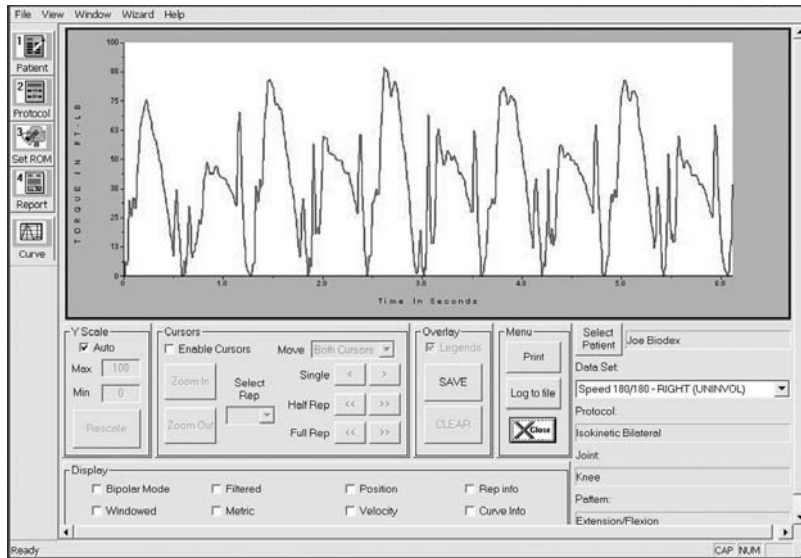 File View Window Wizard Help
1
Patient
2
Protocol
3
Set ROM
4
Report
Curve
TORQUE IN FT-LB
100
88
75
63
50
38
25
13
0
0 1.0 2.0 3.0 4.0 5.0 6.0
Time In Seconds
Y Scale
Auto
Max 100
Min 0
Rescale
Cursors
Enable Cursors
Move Both Cursors
Zoom In
Zoom Out
Select
Rep
Single < >
Half Rep << >>
Full Rep << >>
Overlay
Legends
SAVE
CLEAR
Menu
Print
Log to file
Close
Select
Patient
Joe Biodex
Data Set:
Speed 180/180 - RIGHT (UNINVOL)
Protocol:
Isokinetic Bilateral
Joint:
Knee
Pattern:
Extension/Flexion
Display
Bipolar Mode Filtered Position Rep info
Windowed Metric Velocity Curve Info
Ready
CAP NUM